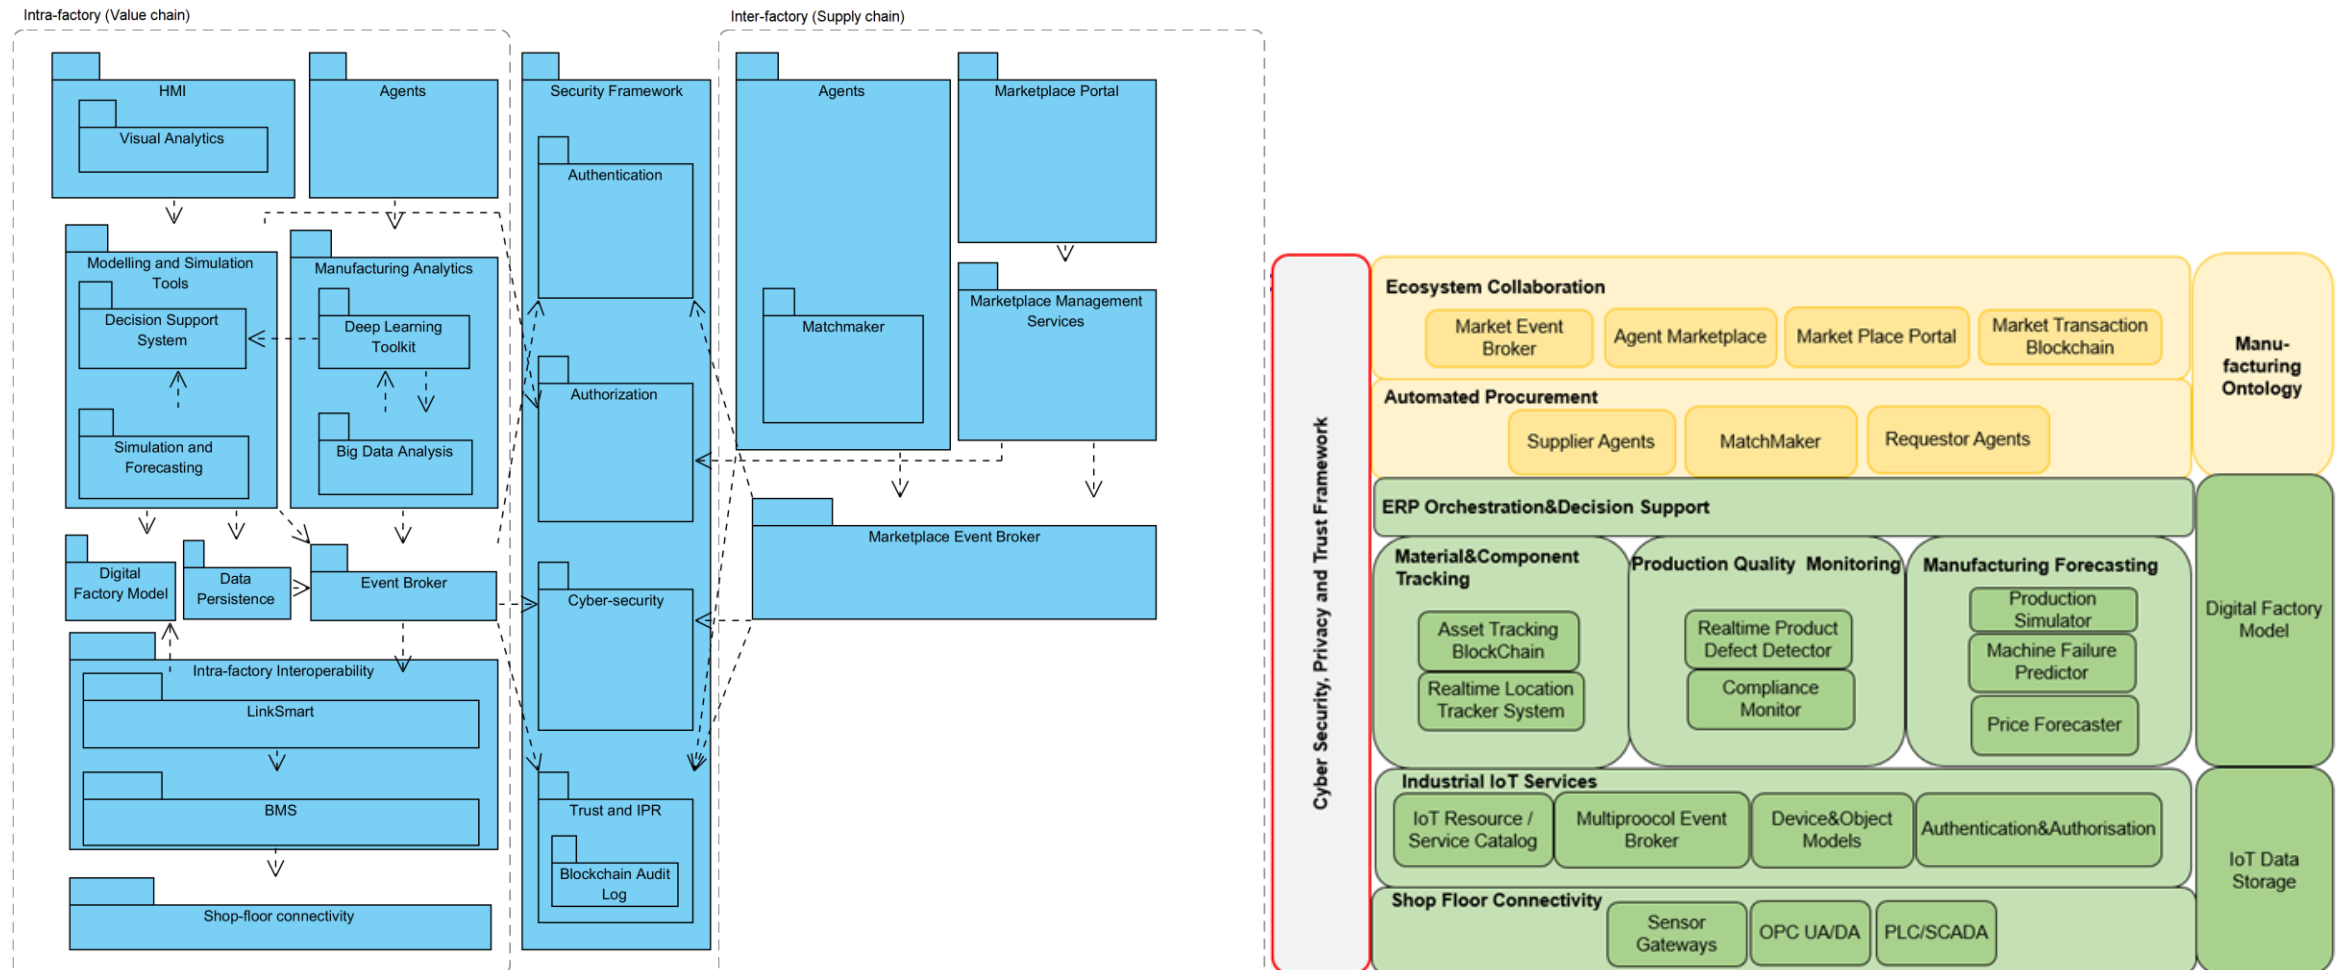 Intra-factory (Value chain)
HMI
Visual Analytics
Agents
Modelling and Simulation
Tools
Decision Support
System
Simulation and
Forecasting
Manufacturing Analytics
Deep Learning
Toolkit
Big Data Analysis
Digital
Factory Model
Data
Persistence
Event Broker
Intra-factory Interoperability
LinkSmart
BMS
Shop-floor connectivity
Security Framework
Authentication
Authorization
Cyber-security
Trust and IPR
Blockchain Audit
Log
Inter-factory (Supply chain)
Agents
Matchmaker
Marketplace Portal
Marketplace Management
Services
Marketplace Event Broker
Cyber Security, Privacy and Trust Framework
Ecosystem Collaboration
Market Event
Broker
Agent Marketplace
Market Place Portal
Market Transaction
Blockchain
Automated Procurement
Supplier Agents
MatchMaker
Requestor Agents
Manu-
facturing
Ontology
ERP Orchestration&Decision Support
Material&Component
Tracking
Asset Tracking
BlockChain
Realtime Location
Tracker System
Production Quality Monitoring
Realtime Product
Defect Detector
Compliance
Monitor
Manufacturing Forecasting
Production
Simulator
Machine Failure
Predictor
Price Forecaster
Digital Factory
Model
Industrial IoT Services
IoT Resource /
Service Catalog
Multiproocol Event
Broker
Device&Object
Models
Authentication&Authorisation
IoT Data
Storage
Shop Floor Connectivity
Sensor
Gateways
OPC UA/DA
PLC/SCADA